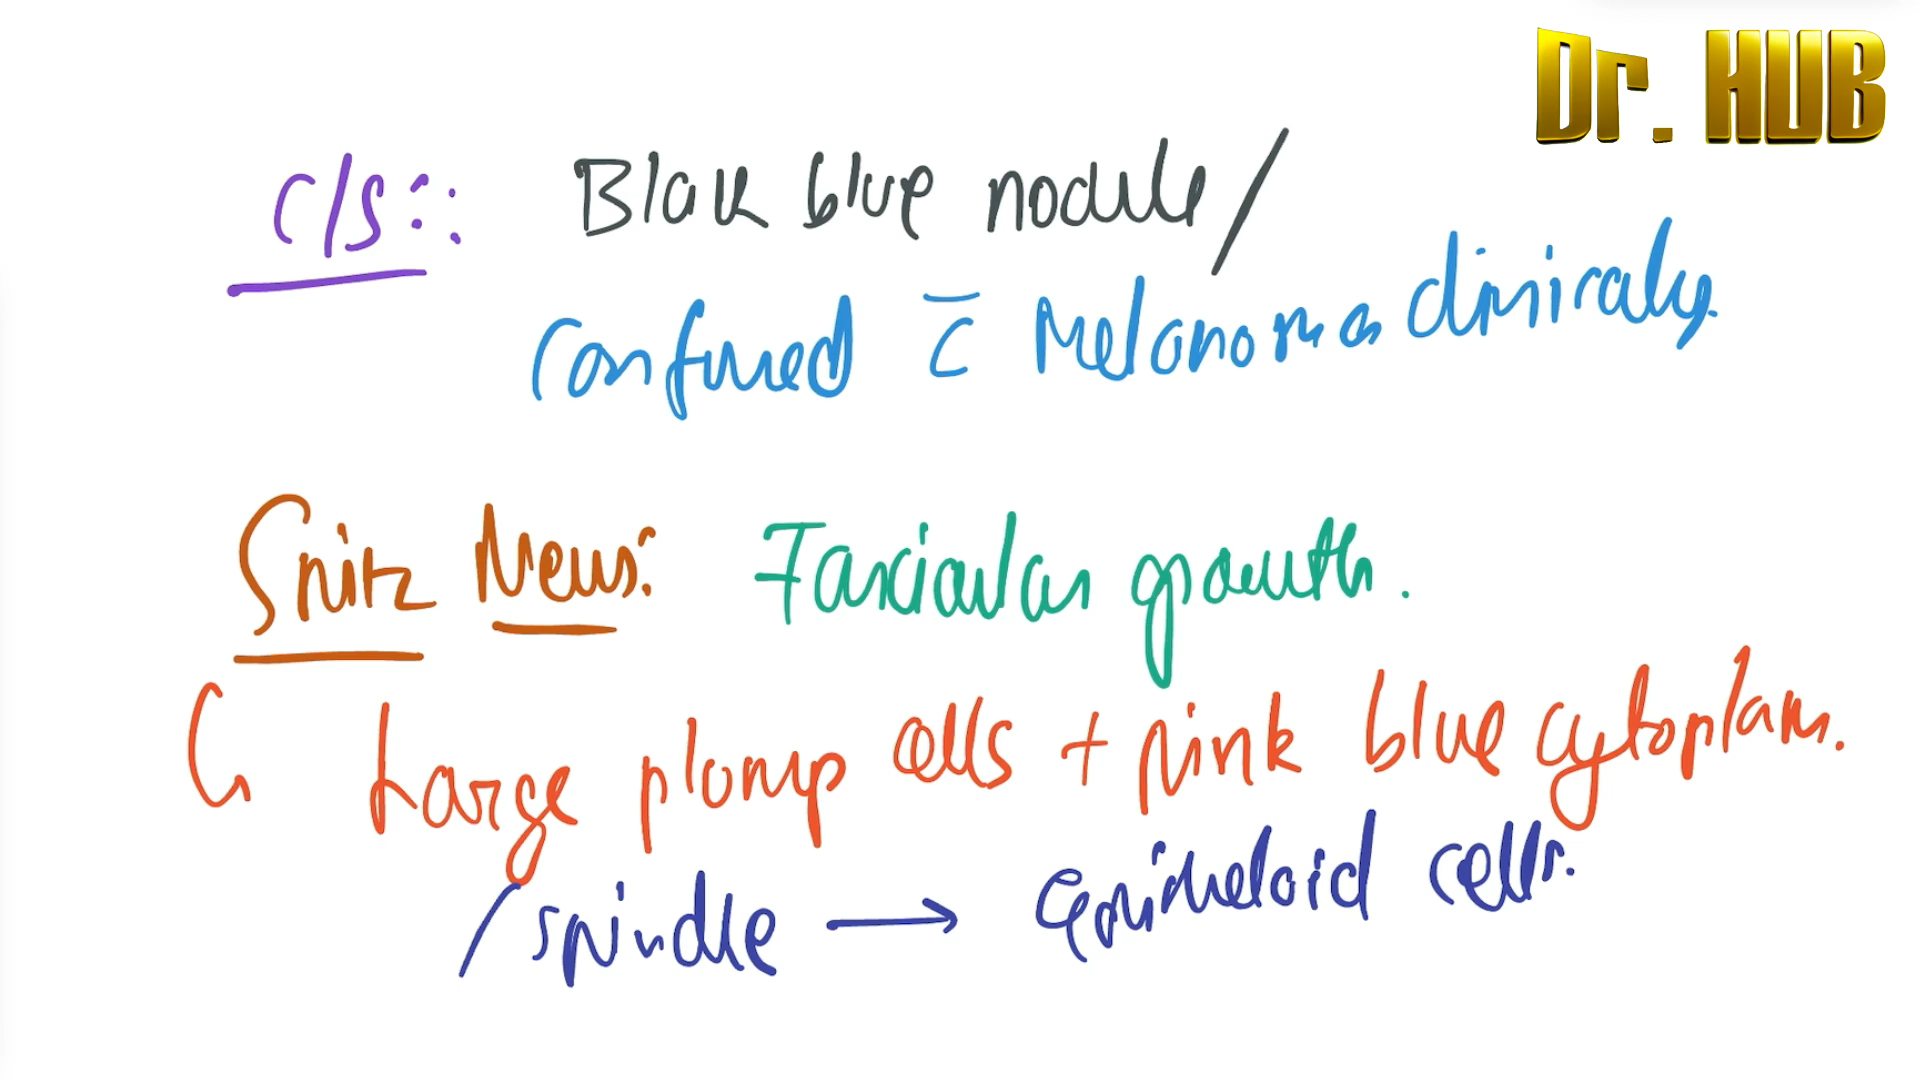 Dr. HUB
C/S:: Black blue nodule/
Confused c̄ Melanoma clinically.
Spitz Nevus: Fascicular growth.
Large plump cells + pink blue cytoplasm.
/spindle → epitheloid cells.